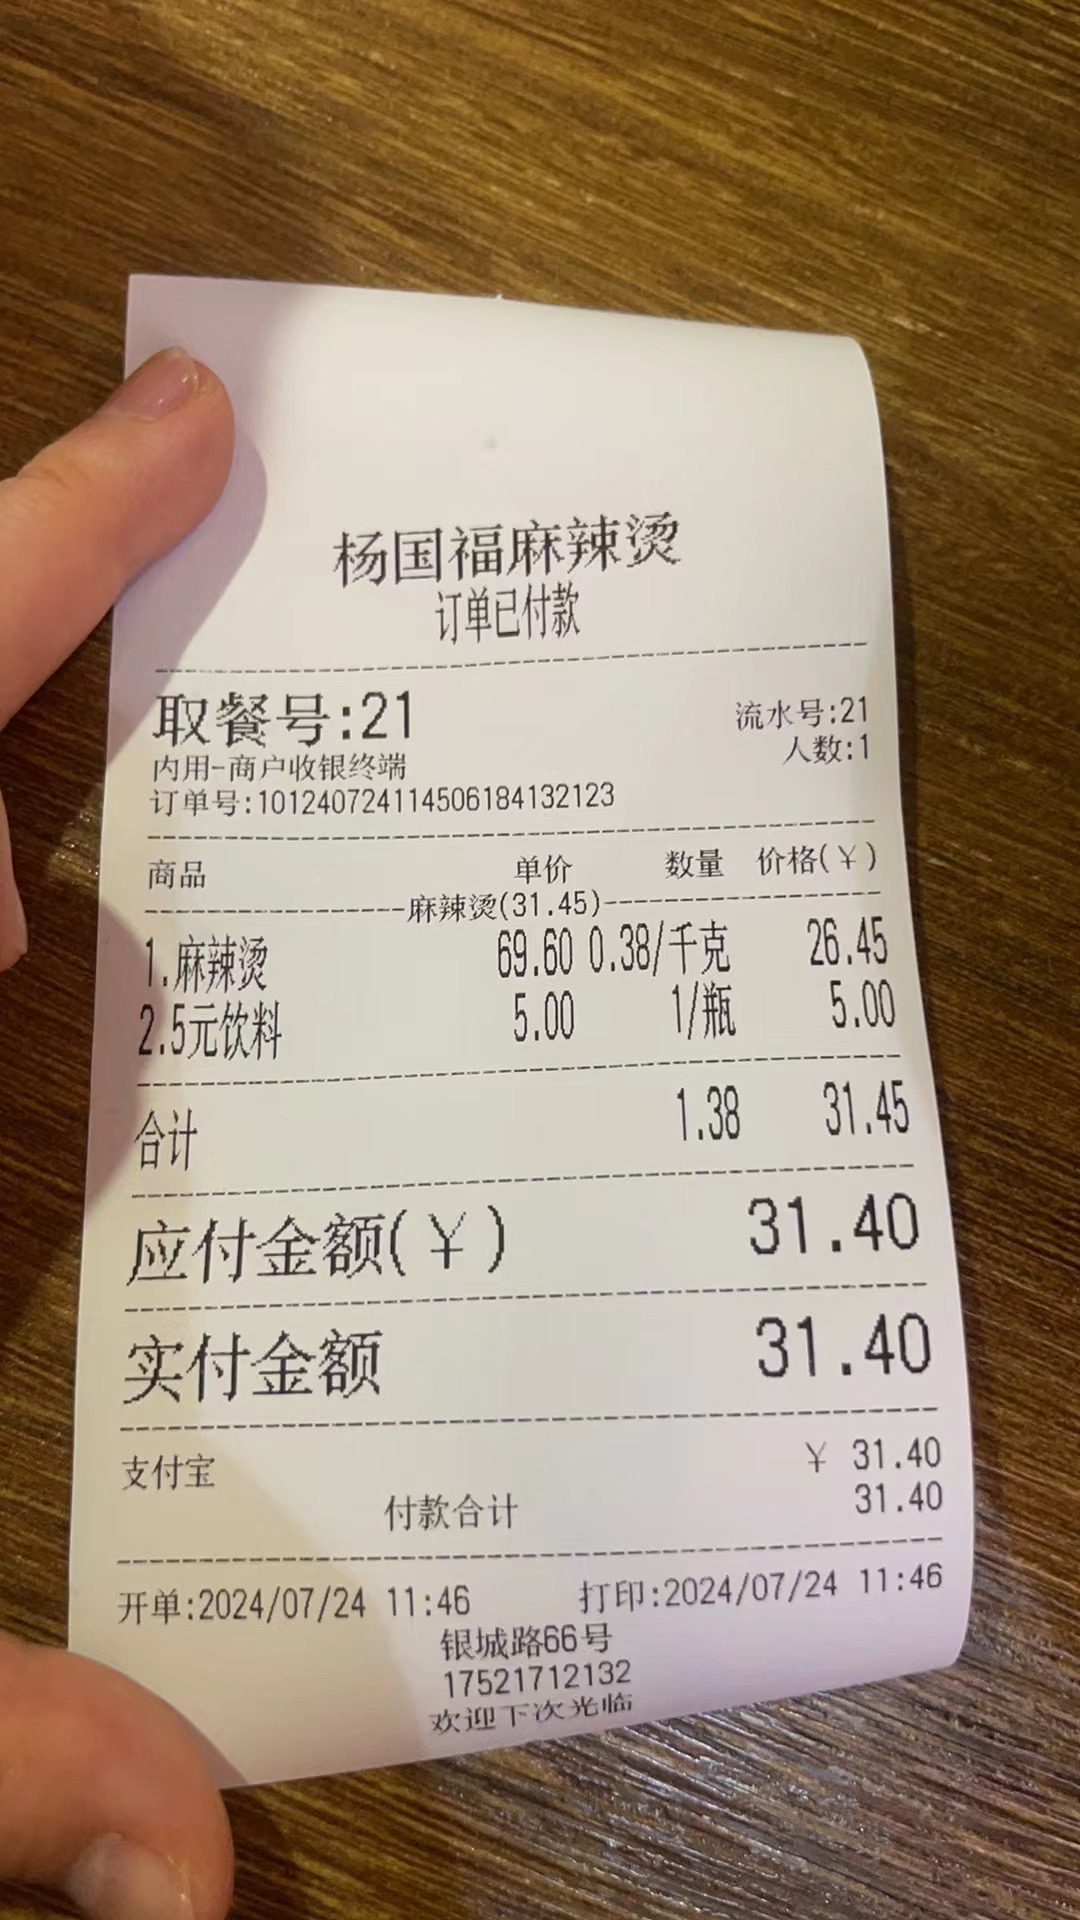 杨国福麻辣烫
订单已付款
取餐号:21
流水号:21
人数:1
内用-商户收银终端
订单号:101240724114506184132123
商品 单价 数量 价格(¥)
麻辣烫(31.45)
1.麻辣烫 69.60 0.38/千克 26.45
2.5元饮料 5.00 1/瓶 5.00
合计 1.38 31.45
应付金额(¥) 31.40
实付金额 31.40
支付宝 ¥ 31.40
付款合计 31.40
开单:2024/07/24 11:46 打印:2024/07/24 11:46
银城路66号
17521712132
欢迎下次光临